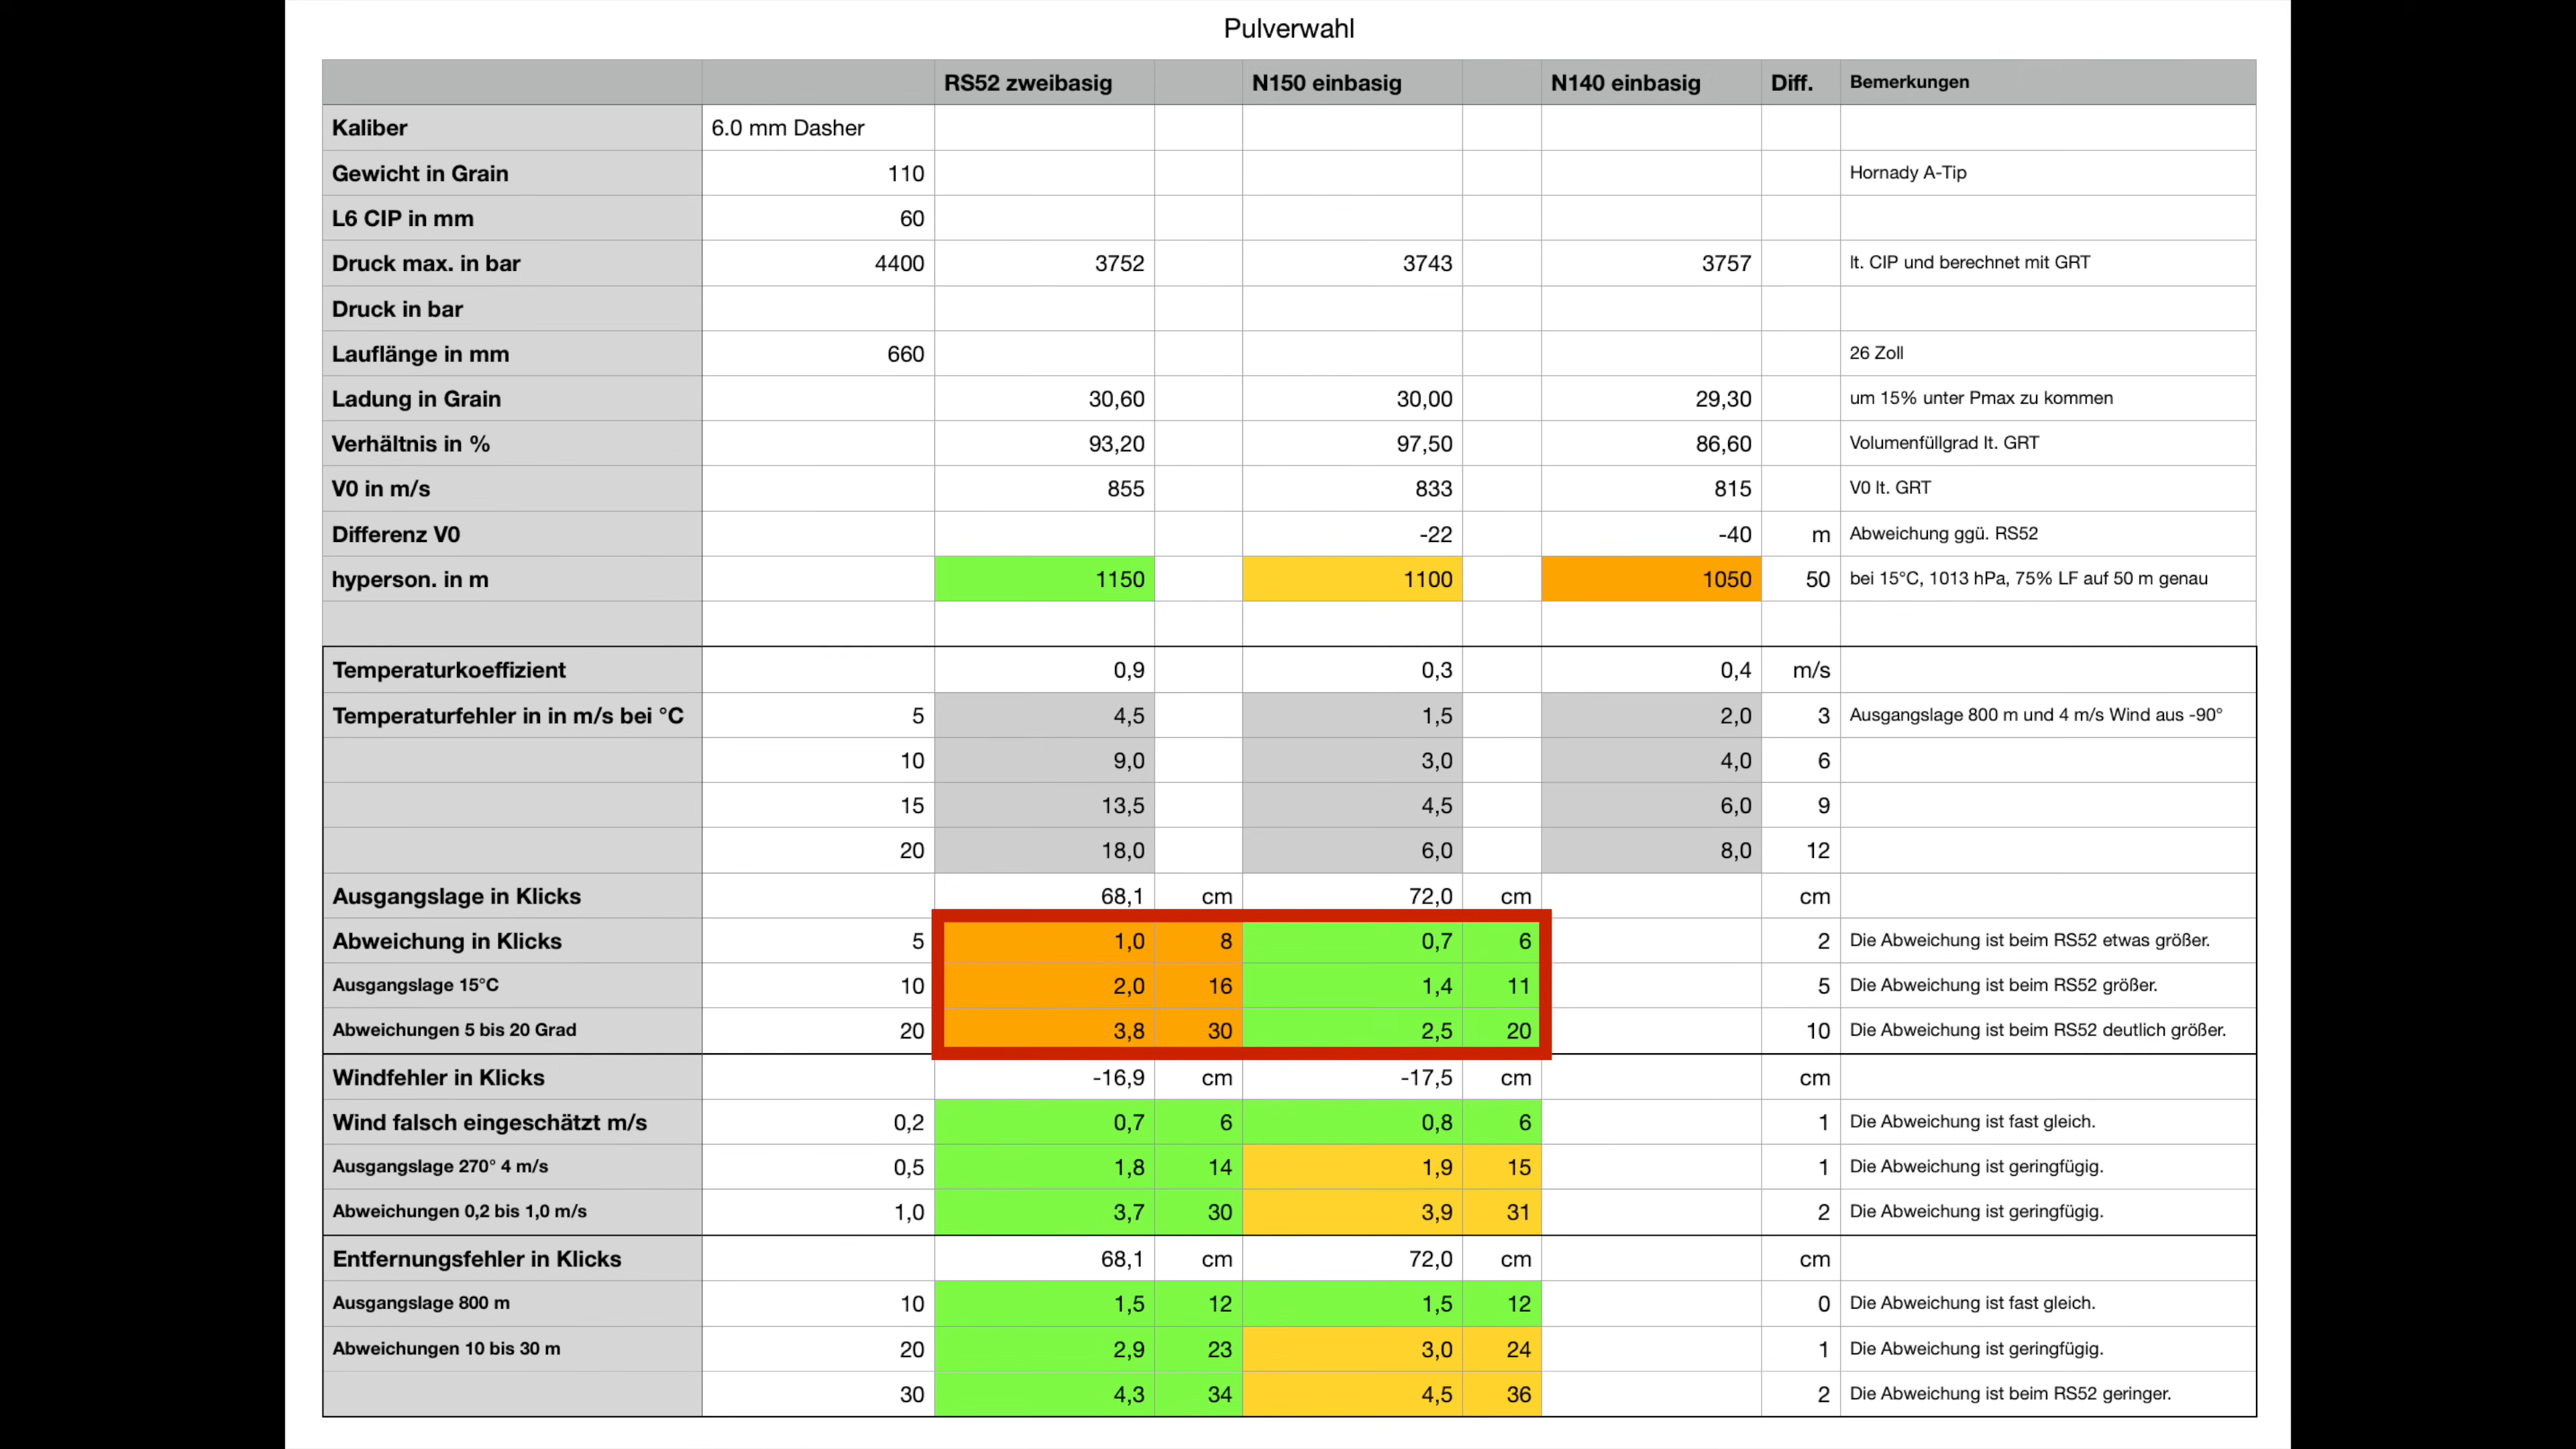 Pulverwahl
RS52 zweibasig N150 einbasig N140 einbasig Diff. Bemerkungen
Kaliber 6.0 mm Dasher
Gewicht in Grain 110 Hornady A-Tip
L6 CIP in mm 60
Druck max. in bar 4400 3752 3743 3757 lt. CIP und berechnet mit GRT
Druck in bar
Lauflänge in mm 660 26 Zoll
Ladung in Grain 30,60 30,00 29,30 um 15% unter Pmax zu kommen
Verhältnis in % 93,20 97,50 86,60 Volumenfüllgrad lt. GRT
V0 in m/s 855 833 815 V0 lt. GRT
Differenz V0 -22 -40 m Abweichung ggü. RS52
hyperson. in m 1150 1100 1050 50 bei 15°C, 1013 hPa, 75% LF auf 50 m genau
Temperaturkoeffizient 0,9 0,3 0,4 m/s
Temperaturfehler in in m/s bei °C 5 4,5 1,5 2,0 3 Ausgangslage 800 m und 4 m/s Wind aus -90°
10 9,0 3,0 4,0 6
15 13,5 4,5 6,0 9
20 18,0 6,0 8,0 12
Ausgangslage in Klicks 68,1 cm 72,0 cm cm
Abweichung in Klicks 5 1,0 8 0,7 6 2 Die Abweichung ist beim RS52 etwas größer.
Ausgangslage 15°C 10 2,0 16 1,4 11 5 Die Abweichung ist beim RS52 größer.
Abweichungen 5 bis 20 Grad 20 3,8 30 2,5 20 10 Die Abweichung ist beim RS52 deutlich größer.
Windfehler in Klicks -16,9 cm -17,5 cm cm
Wind falsch eingeschätzt m/s 0,2 0,7 6 0,8 6 1 Die Abweichung ist fast gleich.
Ausgangslage 270° 4 m/s 0,5 1,8 14 1,9 15 1 Die Abweichung ist geringfügig.
Abweichungen 0,2 bis 1,0 m/s 1,0 3,7 30 3,9 31 2 Die Abweichung ist geringfügig.
Entfernungsfehler in Klicks 68,1 cm 72,0 cm cm
Ausgangslage 800 m 10 1,5 12 1,5 12 0 Die Abweichung ist fast gleich.
Abweichungen 10 bis 30 m 20 2,9 23 3,0 24 1 Die Abweichung ist geringfügig.
30 4,3 34 4,5 36 2 Die Abweichung ist beim RS52 geringer.